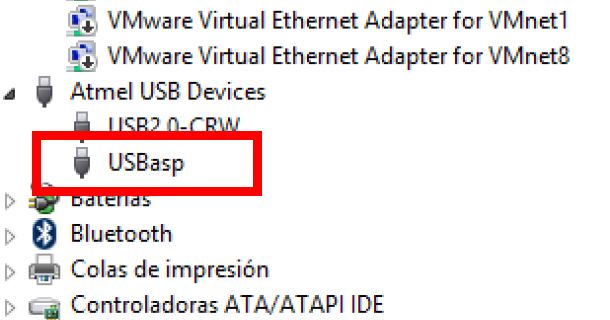 VMware Virtual Ethernet Adapter for VMnet1
VMware Virtual Ethernet Adapter for VMnet8
Atmel USB Devices
USB2.0-CRW
USBasp
Baterías
Bluetooth
Colas de impresión
Controladoras ATA/ATAPI IDE